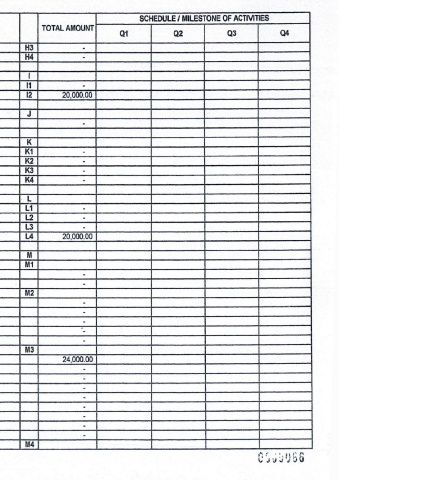 TOTAL AMOUNT SCHEDULE / MILESTONE OF ACTIVITIES
Q1 Q2 Q3 Q4
H3 -
H4 -
I
I1 -
I2 20,000.00
J
-
K
K1 -
K2 -
K3 -
K4 -
L
L1 -
L2 -
L3 -
L4 20,000.00
M
M1
-
-
M2
-
-
-
-
-
M3
24,000.00
-
-
-
-
-
-
-
-
M4